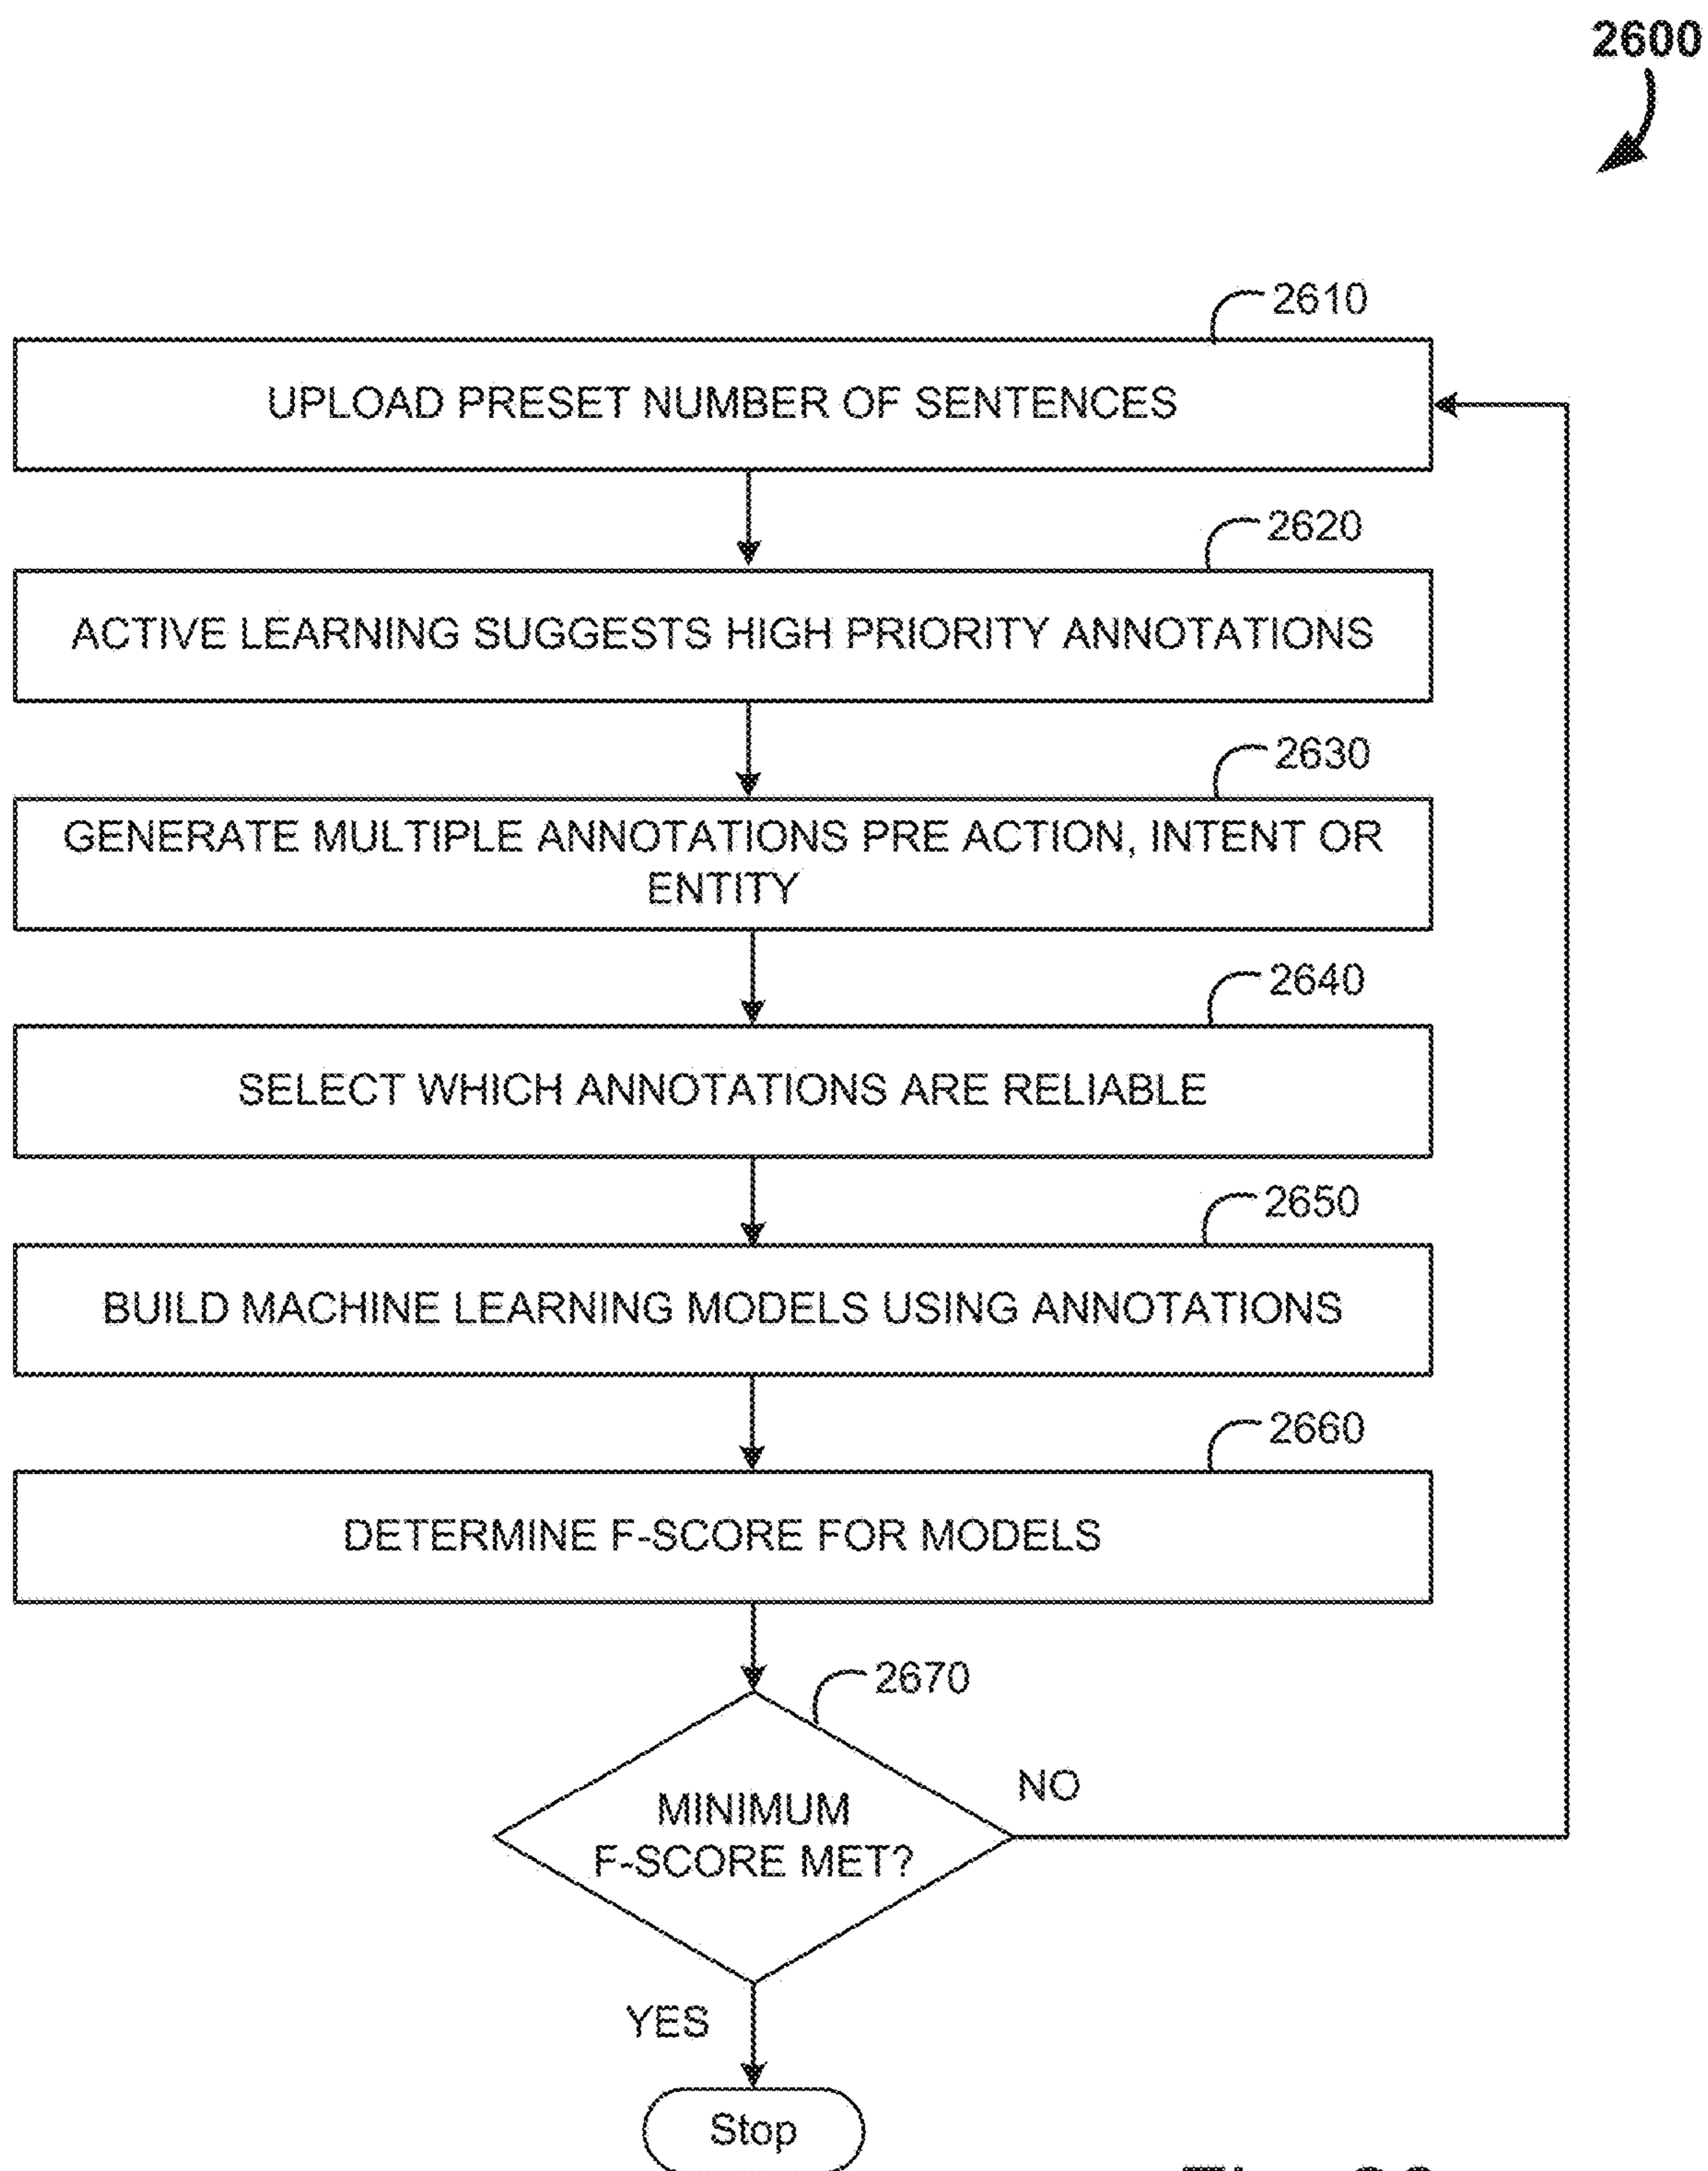 2600
2610
UPLOAD PRESET NUMBER OF SENTENCES
2620
ACTIVE LEARNING SUGGESTS HIGH PRIORITY ANNOTATIONS
2630
GENERATE MULTIPLE ANNOTATIONS PRE ACTION, INTENT OR
ENTITY
2640
SELECT WHICH ANNOTATIONS ARE RELIABLE
2650
BUILD MACHINE LEARNING MODELS USING ANNOTATIONS
2660
DETERMINE F-SCORE FOR MODELS
2670
NO
MINIMUM
F-SCORE MET?
YES
Stop